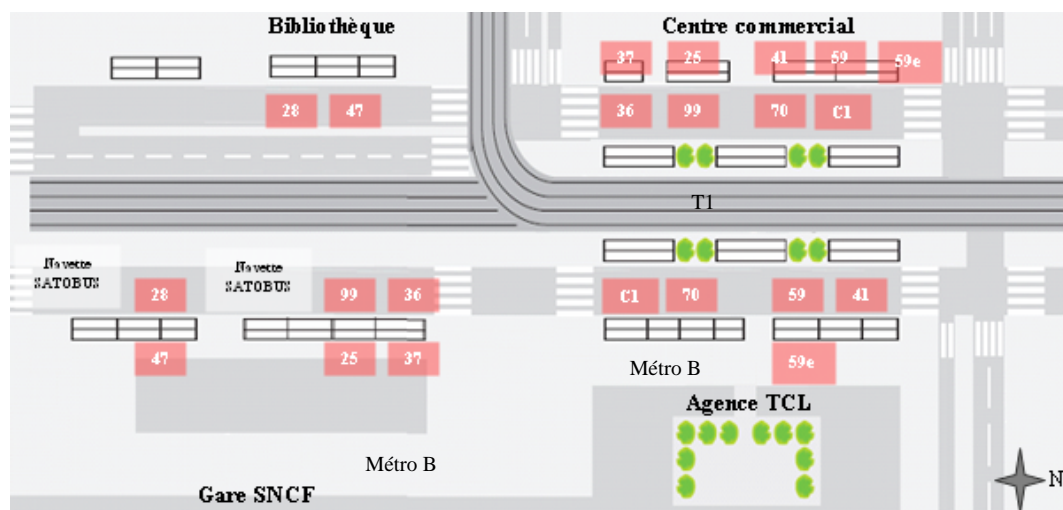 Bibliothèque
Centre commercial
37 25 41 59 59e
28 47
36 99 70 C1
T1
Navette
SATOBUS
Navette
SATOBUS
28 99 36
C1 70 59 41
47 25 37
59e
Métro B
Agence TCL
Métro B
Gare SNCF
N